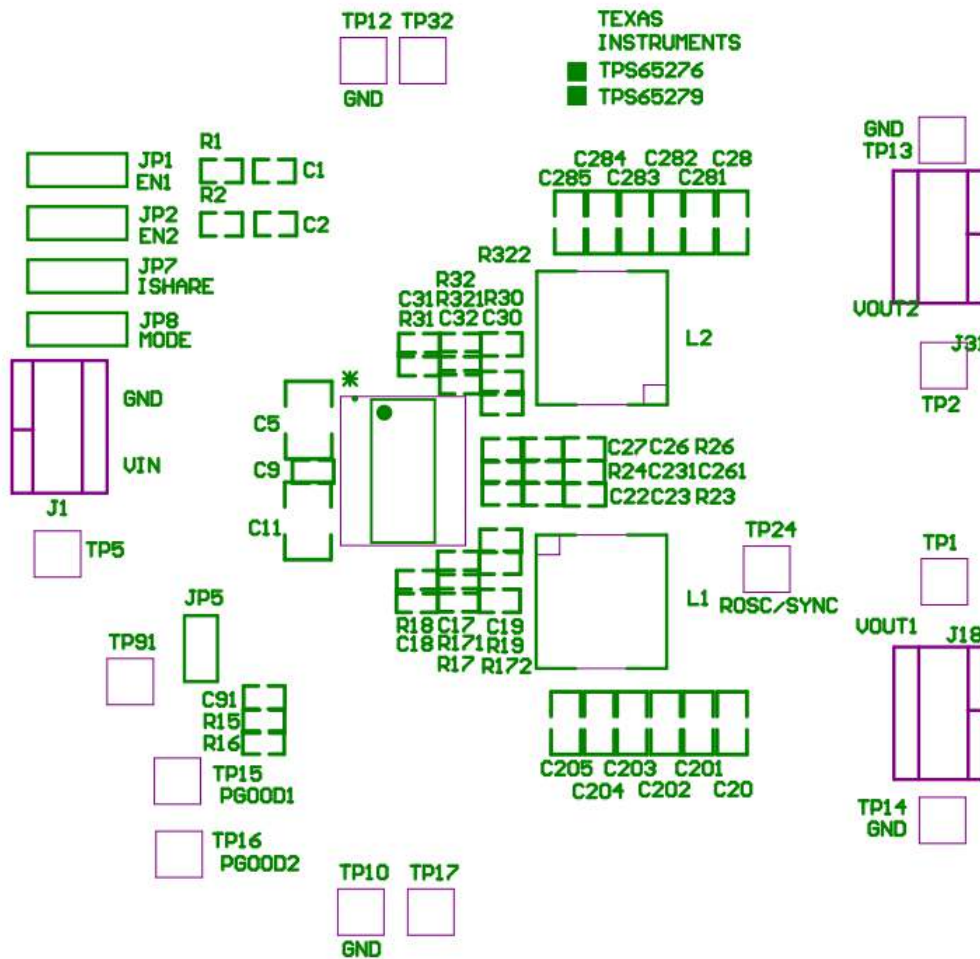 TEXAS
INSTRUMENTS
TPS65276
TPS65279
TP12 TP32
GND
GND
TP13
R1
JP1
EN1
C1
R2
JP2
EN2
C2
JP7
ISHARE
JP8
MODE
C284 C282 C28
C285 C283 C281
R322
R32
C31 R321 R30
R31 C32 C30
L2
VOUT2
J31
TP2
GND
VIN
J1
TP5
*
C5
C9
C11
C27 C26 R26
R24 C231 C261
C22 C23 R23
TP24
ROSC/SYNC
TP1
L1
VOUT1
J18
JP5
TP91
R18 C17 C19
C18 R171 R19
R17 R172
C91
R15
R16
C205 C203 C201
C204 C202 C20
TP15
PGOOD1
TP16
PGOOD2
TP14
GND
TP10 TP17
GND